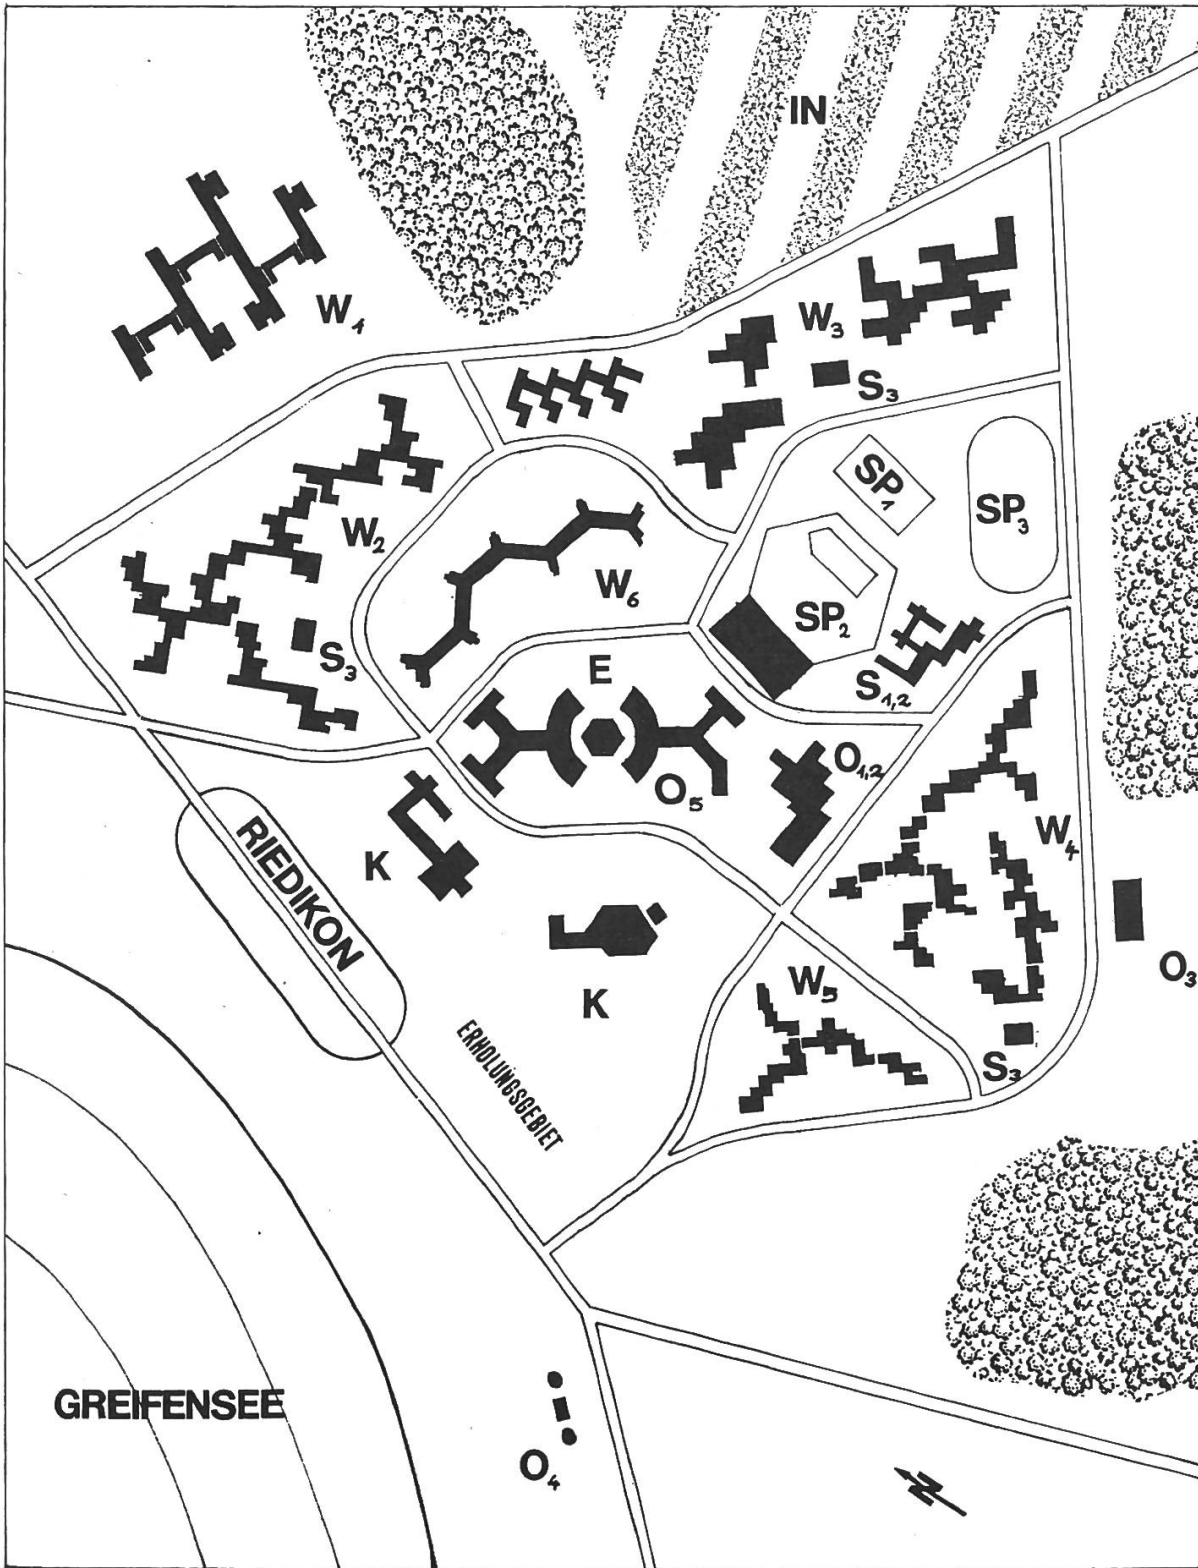 IN
W₁
W₃
S₃
SP₁
SP₃
W₂
W₆
SP₂
S₃
E
S₁,₂
O₁,₂
O₅
W₄
K
RIEDIKON
K
W₅
O₃
ERHOLUNGSGEBIET
S₃
GREIFENSEE
O₄
N